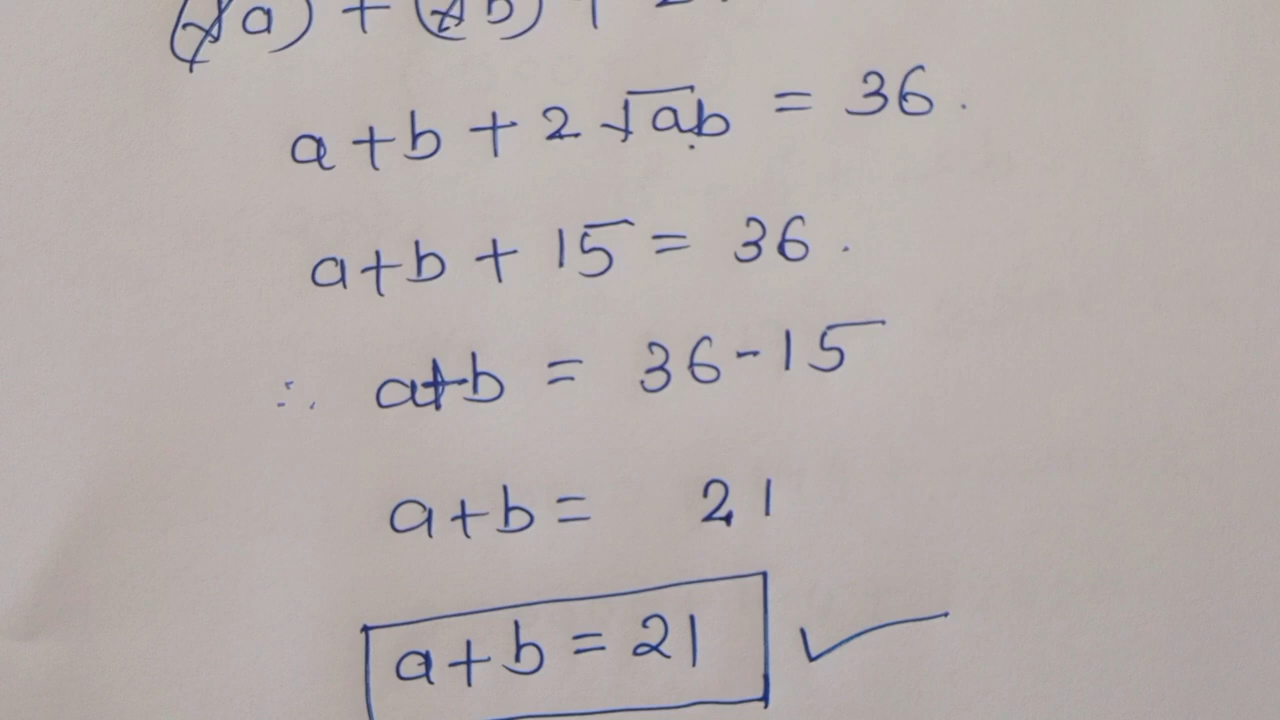 (√a) + (√b) +
a + b + 2 √ab = 36.
a + b + 15 = 36.
∴ a+b = 36 - 15
a + b = 21
a + b = 21 ✓